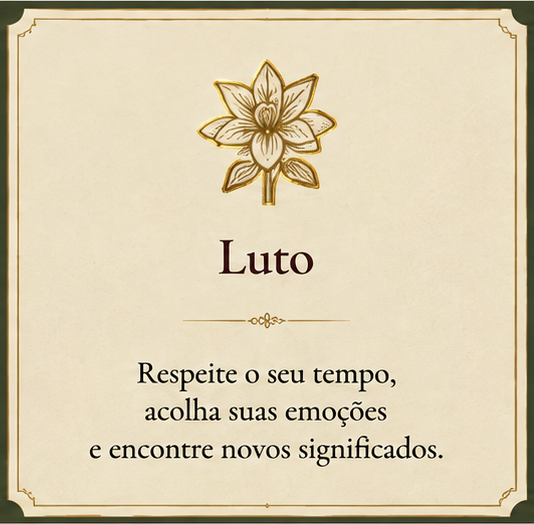 Luto
Respeite o seu tempo,
acolha suas emoções
e encontre novos significados.